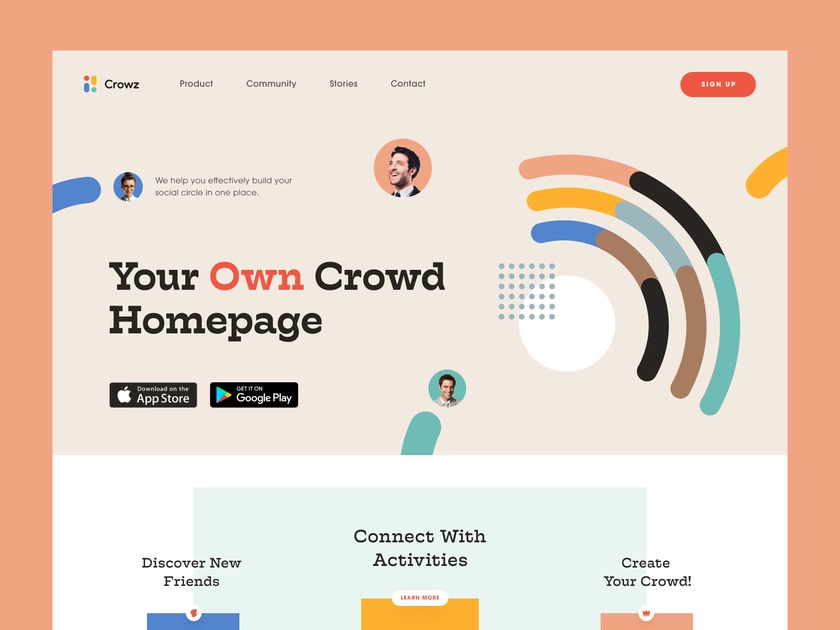 Crowz
Product
Community
Stories
Contact
SIGN UP
We help you effectively build your
social circle in one place.
Your Own Crowd
Homepage
Download on the
App Store
GET IT ON
Google Play
Connect With
Activities
Discover New
Friends
Create
Your Crowd!
LEARN MORE